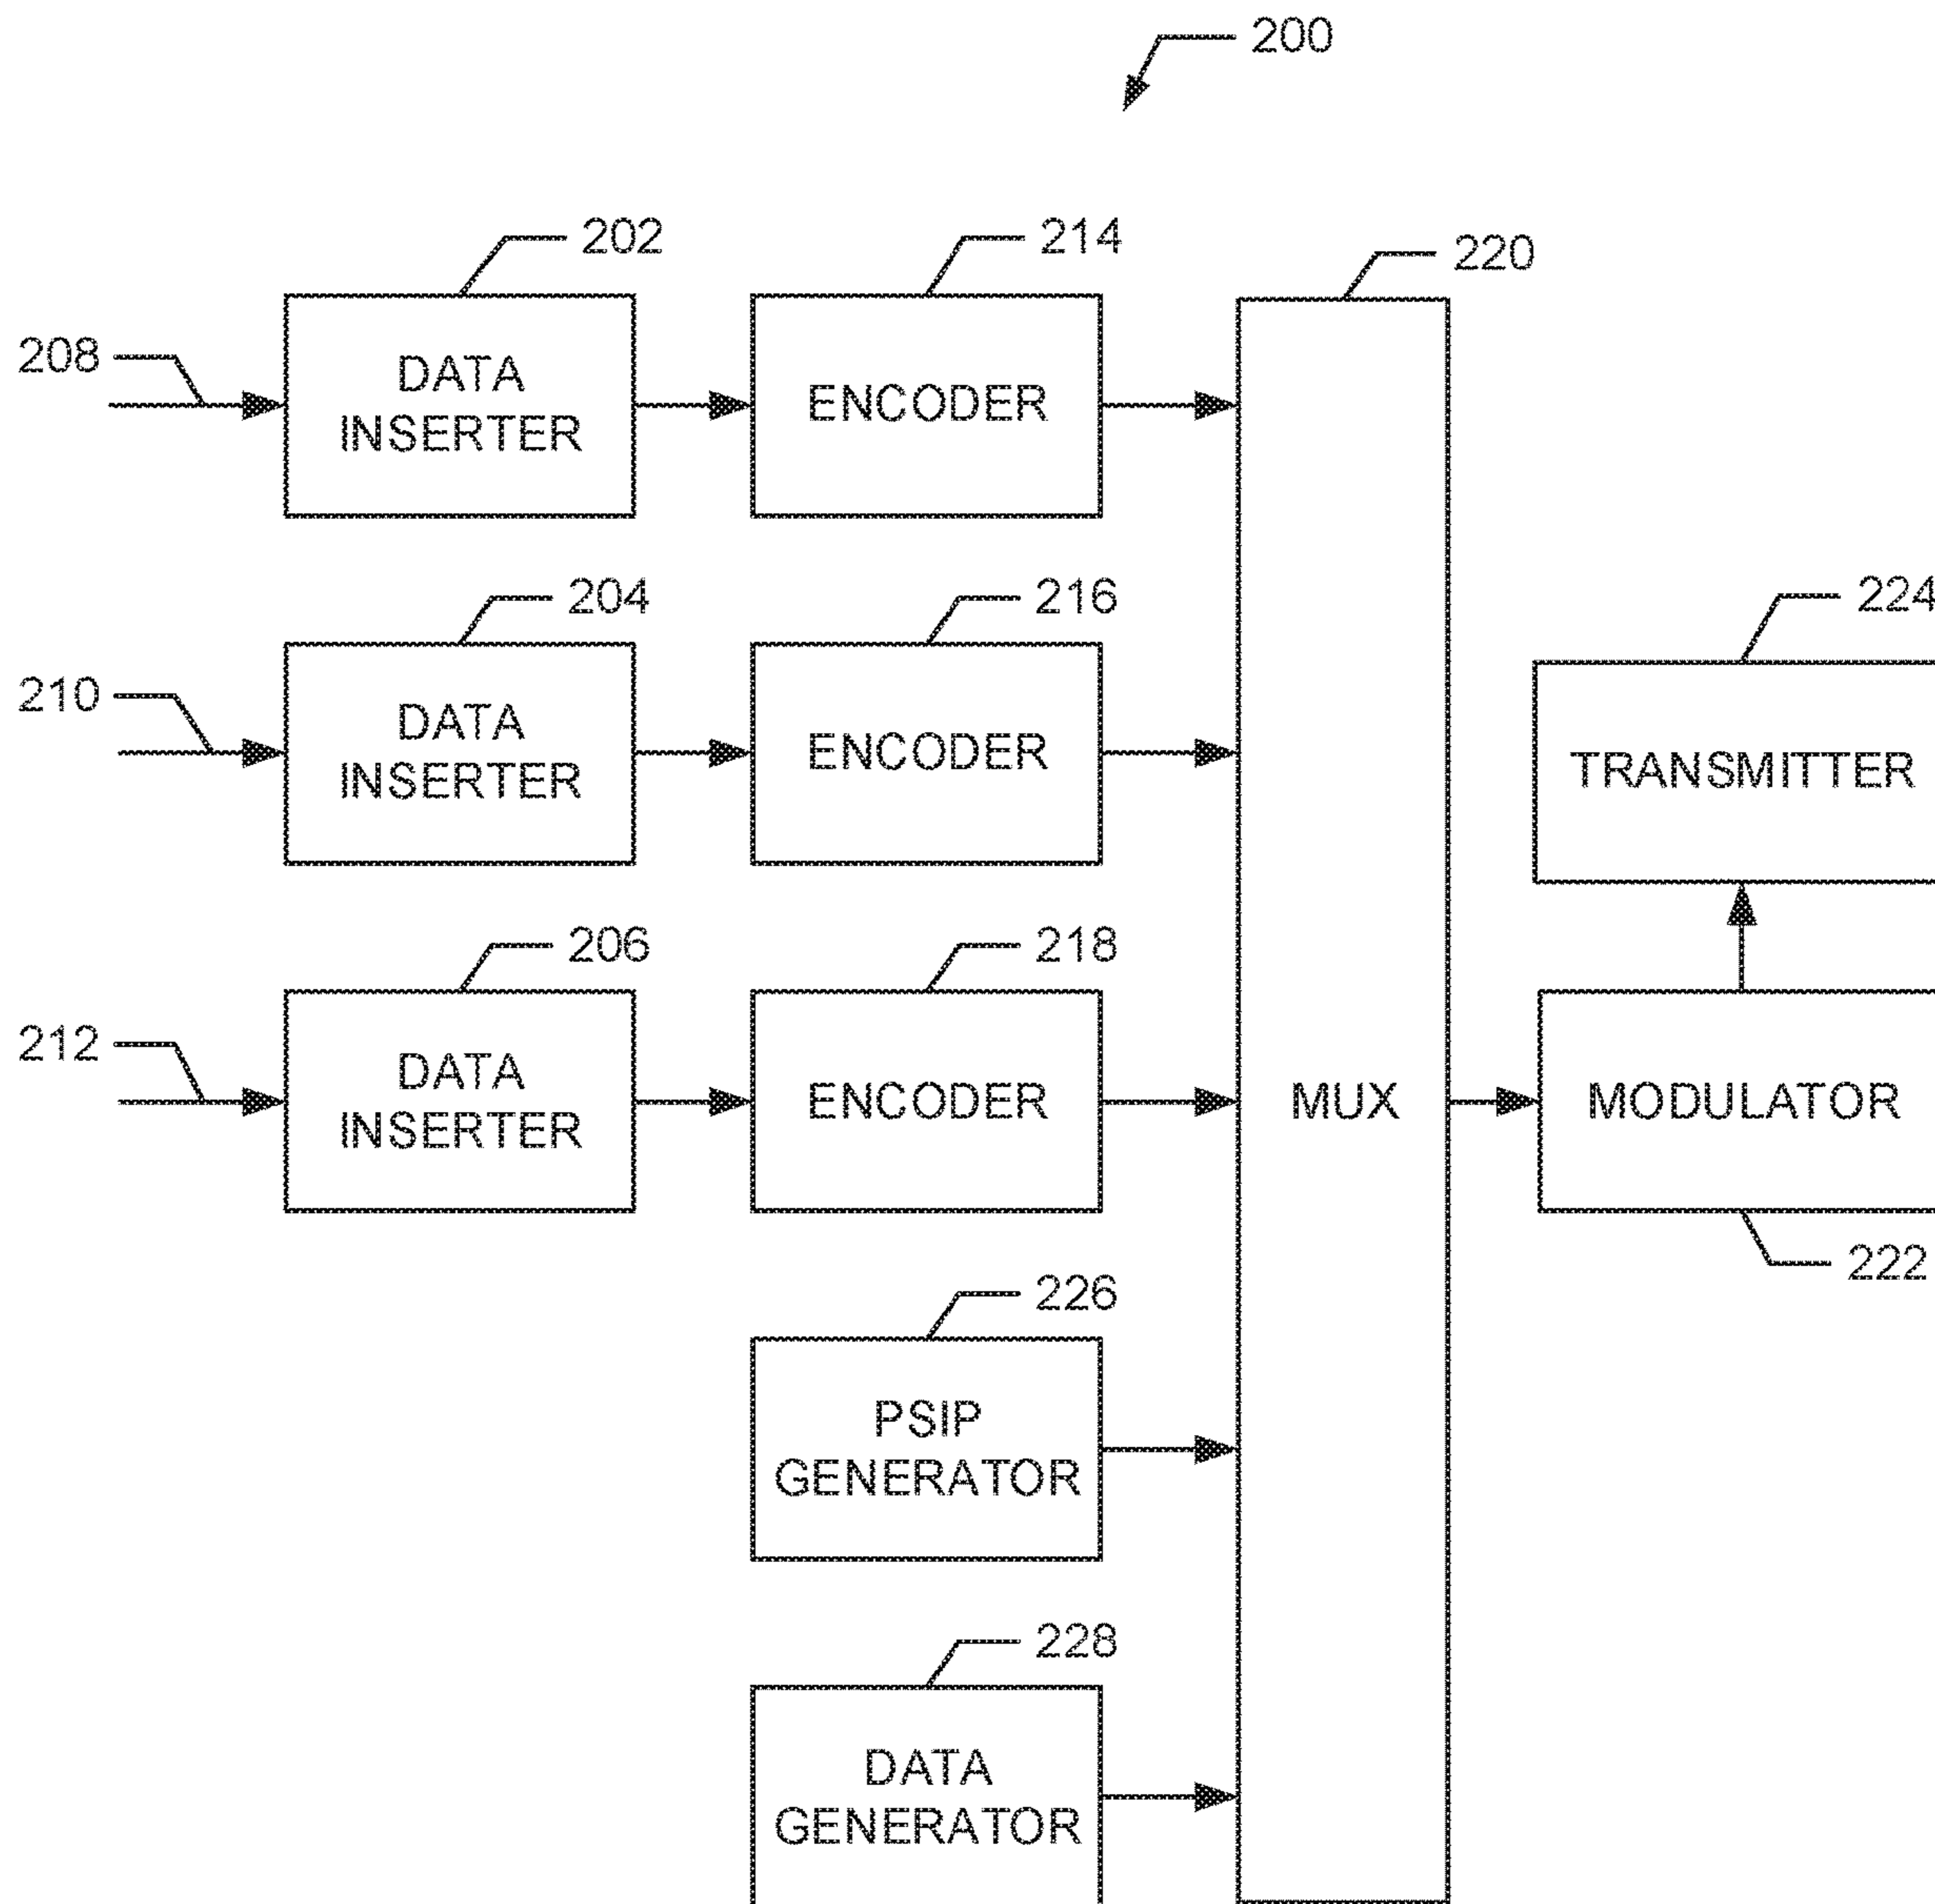 200
202
214
220
208
DATA
INSERTER
ENCODER
204
216
224
210
DATA
INSERTER
ENCODER
TRANSMITTER
206
218
212
DATA
INSERTER
ENCODER
MUX
MODULATOR
222
226
PSIP
GENERATOR
228
DATA
GENERATOR